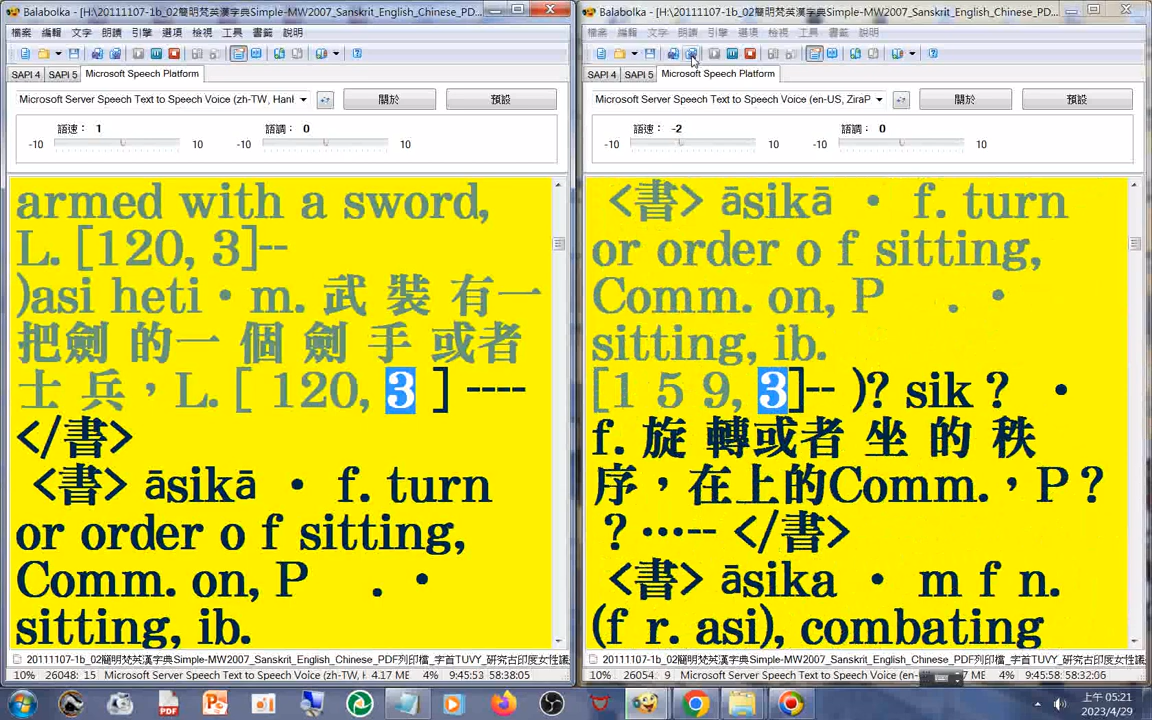 Balabolka - [H:\20111107-1b_02簡明梵英漢字典Simple-MW2007_Sanskrit_English_Chinese_PD...
檔案 編輯 文字 朗讀 引擎 選項 檢視 工具 書籤 說明
SAPI 4 SAPI 5 Microsoft Speech Platform
Microsoft Server Speech Text to Speech Voice (zh-TW, Hanl 關於 預設
語速： 1 語調： 0
-10 10 -10 10
armed with a sword,
L. [120, 3]--
)asi heti • m. 武 裝 有一
把劍 的一 個 劍 手 或者
士 兵，L. [ 120, 3 ] ----
</書>
<書> āsikā • f. turn
or order o f sitting,
Comm. on, P . •
sitting, ib.
20111107-1b_02簡明梵英漢字典Simple-MW2007_Sanskrit_English_Chinese_PDF列印檔_字首TUVY_研究古印度女性議
10% 26048: 15 Microsoft Server Speech Text to Speech Voice (zh-TW, H 4.17 MB 4% 9:45:53 58:38:05
Balabolka - [H:\20111107-1b_02簡明梵英漢字典Simple-MW2007_Sanskrit_English_Chinese_PD...
檔案 編輯 文字 朗讀 引擎 選項 檢視 工具 書籤 說明
SAPI 4 SAPI 5 Microsoft Speech Platform
Microsoft Server Speech Text to Speech Voice (en-US, ZiraP 關於 預設
語速： -2 語調： 0
-10 10 -10 10
<書> āsikā • f. turn
or order o f sitting,
Comm. on, P . •
sitting, ib.
[1 5 9, 3]-- )? sik ? •
f. 旋 轉或者 坐 的 秩
序，在上的Comm.，P？
？…-- </書>
<書> āsika • m f n.
(f r. asi), combating
20111107-1b_02簡明梵英漢字典Simple-MW2007_Sanskrit_English_Chinese_PDF列印檔_字首TUVY_研究古印度女性議
10% 26054: 9 Microsoft Server Speech Text to Speech Voice (en-US, 4.17 MB 4% 9:45:58 58:32:06
上午 05:21
2023/4/29